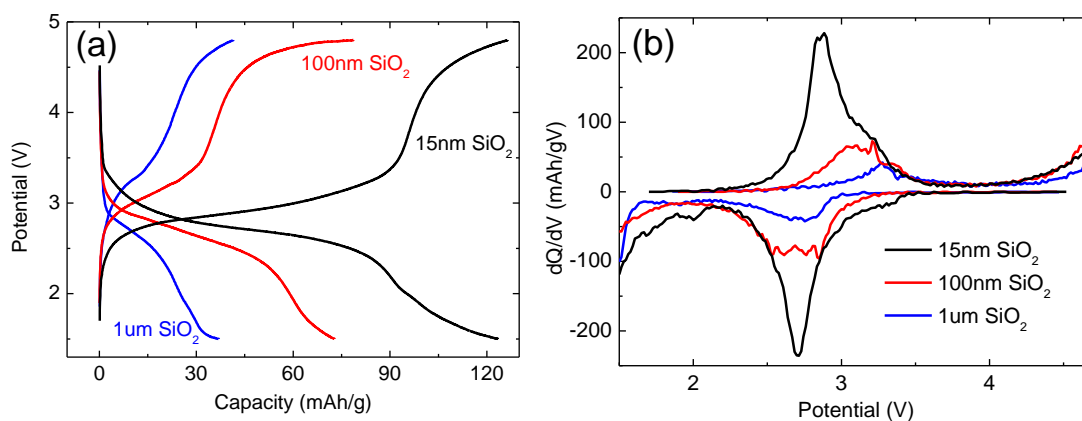 (a)
5
4
3
2
Potential (V)
0 30 60 90 120
Capacity (mAh/g)
100nm SiO₂
15nm SiO₂
1um SiO₂
(b)
200
100
0
-100
-200
dQ/dV (mAh/gV)
2 3 4
Potential (V)
15nm SiO₂
100nm SiO₂
1um SiO₂